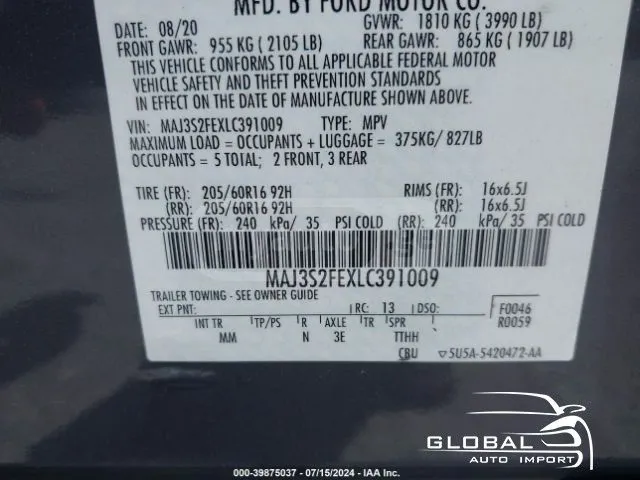 MFD. BY FORD MOTOR CO.
DATE: 08/20 GVWR: 1810 KG ( 3990 LB)
FRONT GAWR: 955 KG ( 2105 LB) REAR GAWR: 865 KG ( 1907 LB)
THIS VEHICLE CONFORMS TO ALL APPLICABLE FEDERAL MOTOR
VEHICLE SAFETY AND THEFT PREVENTION STANDARDS
IN EFFECT ON THE DATE OF MANUFACTURE SHOWN ABOVE.
VIN: MAJ3S2FEXLC391009 TYPE: MPV
MAXIMUM LOAD = OCCUPANTS + LUGGAGE = 375KG/ 827LB
OCCUPANTS = 5 TOTAL; 2 FRONT, 3 REAR
TIRE (FR): 205/60R16 92H RIMS (FR): 16x6.5J
(RR): 205/60R16 92H (RR): 16x6.5J
PRESSURE (FR): 240 kPa/ 35 PSI COLD (RR): 240 kPa/ 35 PSI COLD
MAJ3S2FEXLC391009
TRAILER TOWING - SEE OWNER GUIDE
EXT PNT: RC: 13 DSO: F0046
INT TR TP/PS R AXLE TR SPR R0059
MM N 3E TTHH
CBU 5U5A-5420472-AA
GLOBAL
AUTO IMPORT
000-39875037 - 07/15/2024 - IAA Inc.